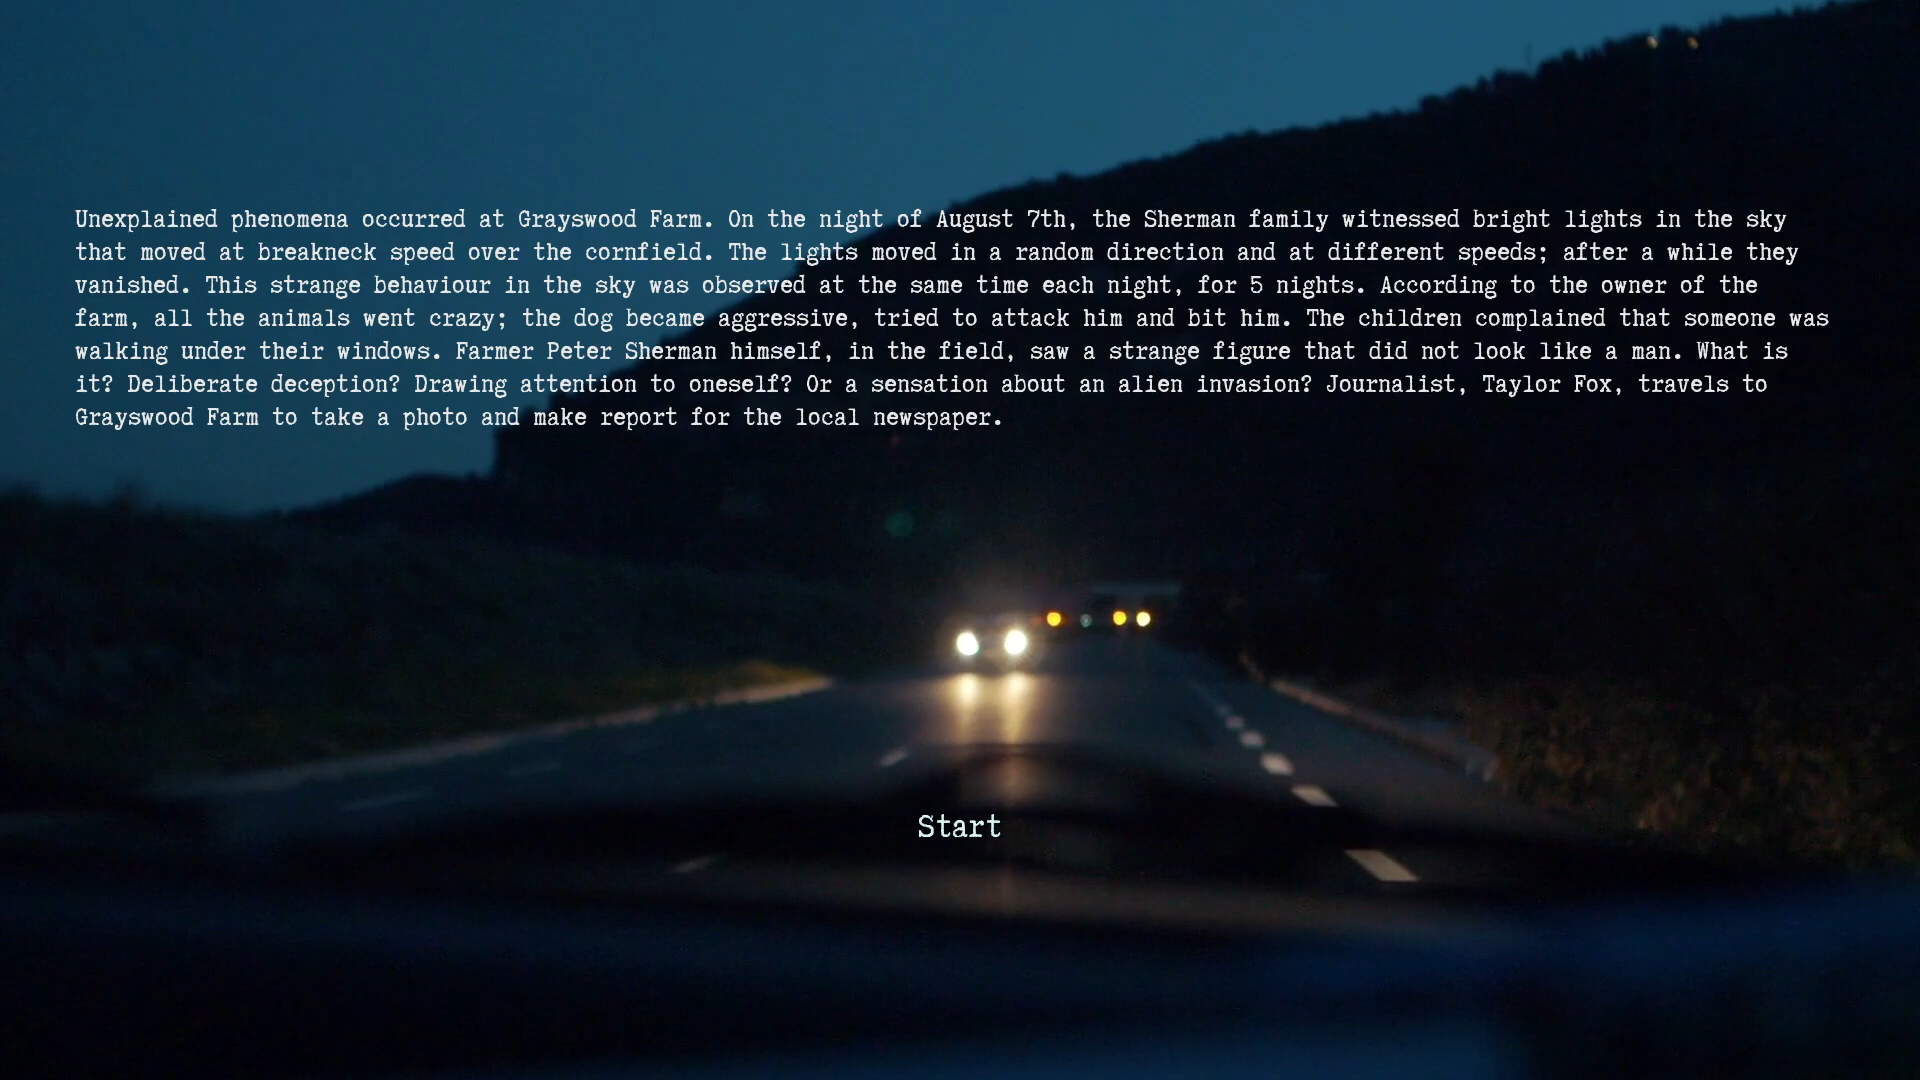 Unexplained phenomena occurred at Grayswood Farm. On the night of August 7th, the Sherman family witnessed bright lights in the sky
that moved at breakneck speed over the cornfield. The lights moved in a random direction and at different speeds; after a while they
vanished. This strange behaviour in the sky was observed at the same time each night, for 5 nights. According to the owner of the
farm, all the animals went crazy; the dog became aggressive, tried to attack him and bit him. The children complained that someone was
walking under their windows. Farmer Peter Sherman himself, in the field, saw a strange figure that did not look like a man. What is
it? Deliberate deception? Drawing attention to oneself? Or a sensation about an alien invasion? Journalist, Taylor Fox, travels to
Grayswood Farm to take a photo and make report for the local newspaper.
Start